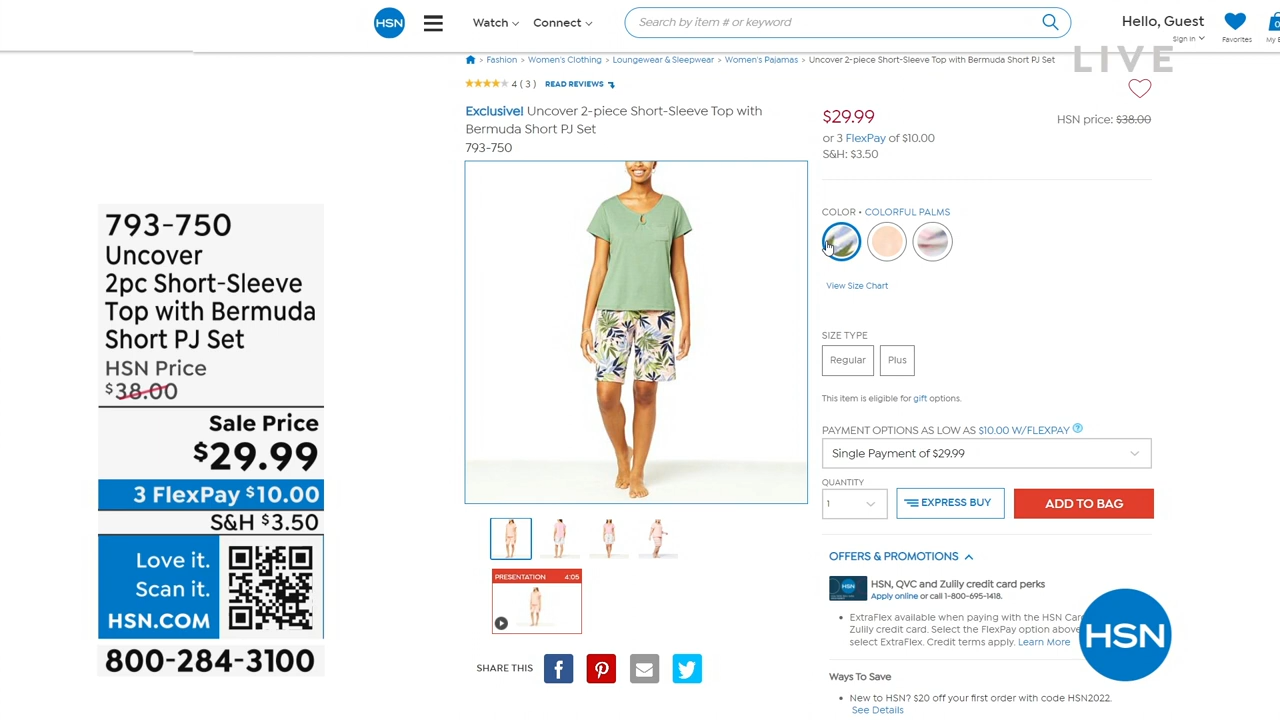 HSN
Watch
Connect
Search by item # or keyword
Hello, Guest
Sign In
Favorites
0
LIVE
> Fashion > Women's Clothing > Loungewear & Sleepwear > Women's Pajamas > Uncover 2-piece Short-Sleeve Top with Bermuda Short PJ Set
4 ( 3 ) READ REVIEWS
Exclusive! Uncover 2-piece Short-Sleeve Top with
Bermuda Short PJ Set
793-750
$29.99
HSN price: $38.00
or 3 FlexPay of $10.00
S&H: $3.50
COLOR • COLORFUL PALMS
View Size Chart
SIZE TYPE
Regular
Plus
This item is eligible for gift options.
PAYMENT OPTIONS AS LOW AS $10.00 W/FLEXPAY ?
Single Payment of $29.99
QUANTITY
1
EXPRESS BUY
ADD TO BAG
OFFERS & PROMOTIONS
HSN, QVC and Zulily credit card perks
Apply online or call 1-800-695-1418.
• ExtraFlex available when paying with the HSN
Zulily credit card. Select the FlexPay option above
select ExtraFlex. Credit terms apply. Learn More
Ways To Save
• New to HSN? $20 off your first order with code HSN2022.
See Details
PRESENTATION 4:05
SHARE THIS
793-750
Uncover
2pc Short-Sleeve
Top with Bermuda
Short PJ Set
HSN Price
$38.00
Sale Price
$29.99
3 FlexPay $10.00
S&H $3.50
Love it.
Scan it.
HSN.COM
800-284-3100
HSN